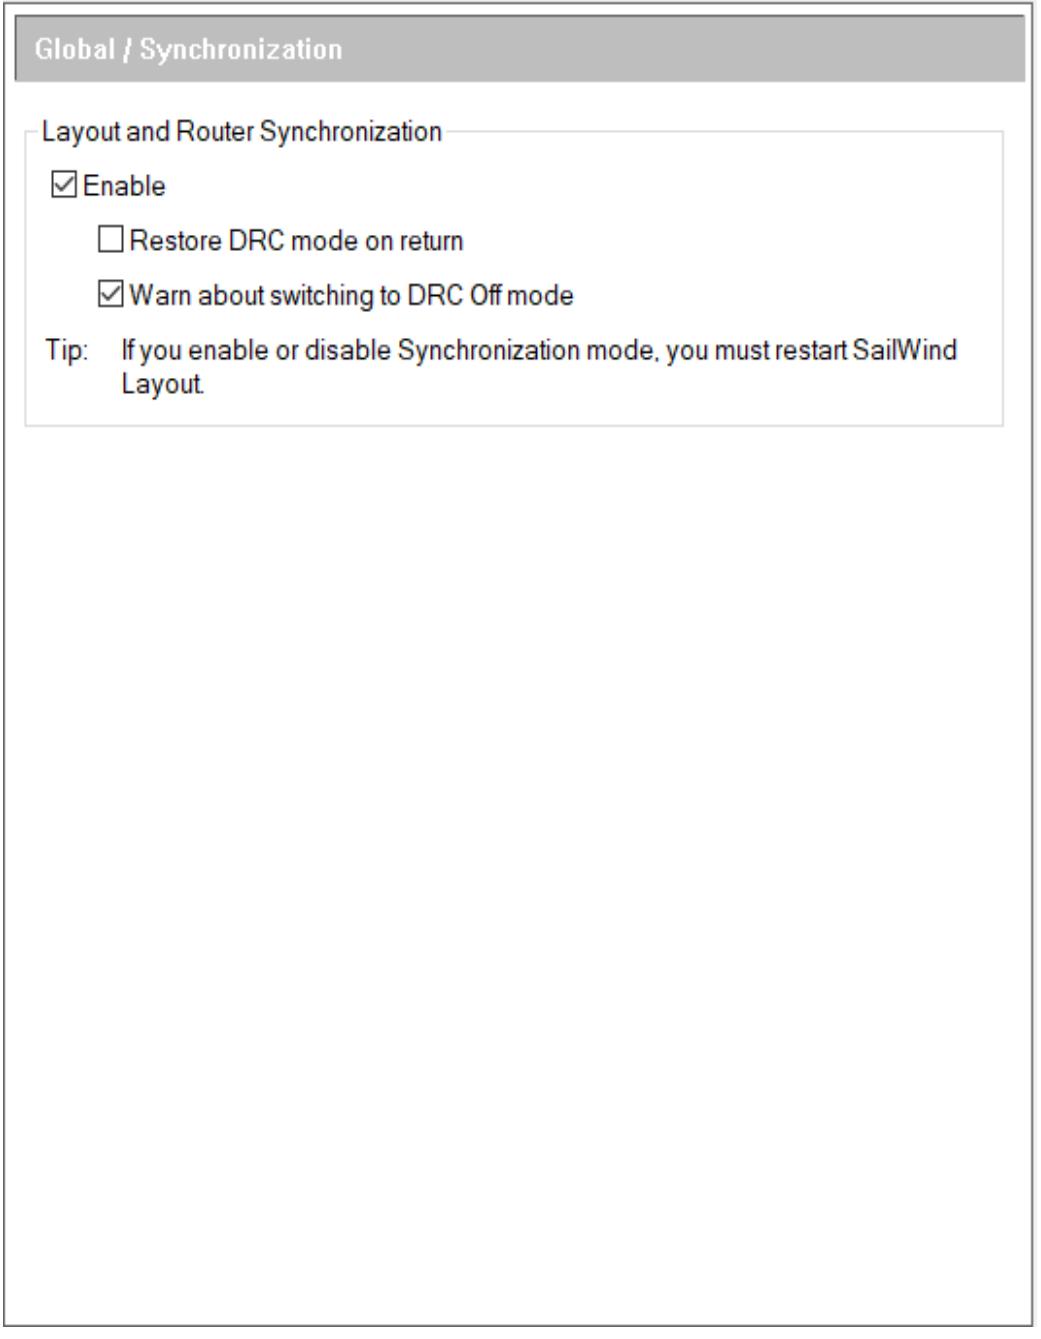 Global / Synchronization
Layout and Router Synchronization
Enable
Restore DRC mode on return
Warn about switching to DRC Off mode
Tip: If you enable or disable Synchronization mode, you must restart SailWind
Layout.